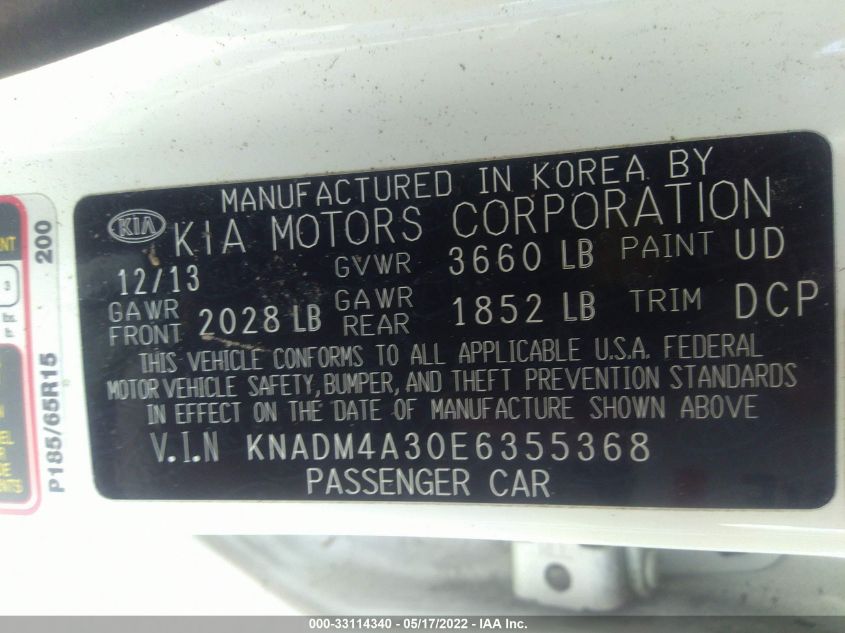 MANUFACTURED IN KOREA BY
KIA KIA MOTORS CORPORATION
12/13 GVWR 3660 LB PAINT UD
GAWR FRONT 2028 LB GAWR REAR 1852 LB TRIM DCP
THIS VEHICLE CONFORMS TO ALL APPLICABLE U.S.A. FEDERAL
MOTOR VEHICLE SAFETY, BUMPER, AND THEFT PREVENTION STANDARDS
IN EFFECT ON THE DATE OF MANUFACTURE SHOWN ABOVE
V.I.N KNADM4A30E6355368
PASSENGER CAR
P185/65R15 200
000-33114340 - 05/17/2022 - IAA Inc.